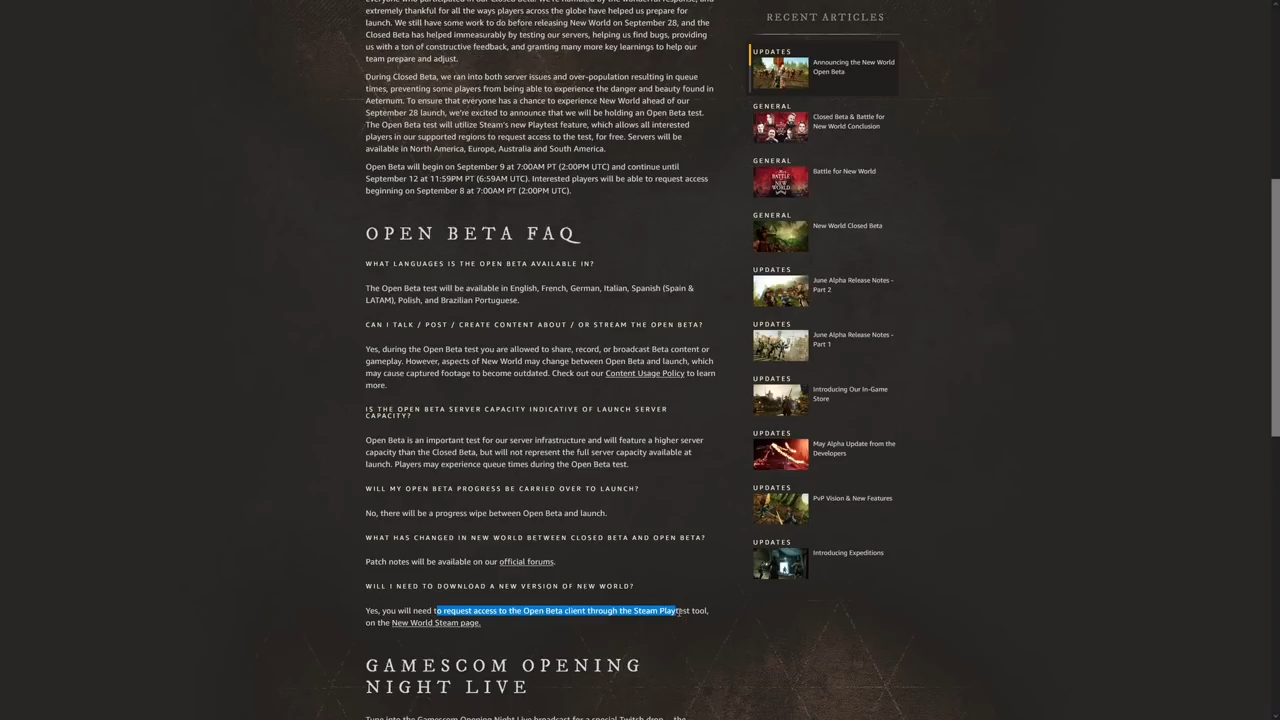 Everyone who participated in our Closed Beta. We're humbled by the wonderful response, and
extremely thankful for all the ways players across the globe have helped us prepare for
launch. We still have some work to do before releasing New World on September 28, and the
Closed Beta has helped immeasurably by testing our servers, helping us find bugs, providing
us with a ton of constructive feedback, and granting many more key learnings to help our
team prepare and adjust.
During Closed Beta, we ran into both server issues and over-population resulting in queue
times, preventing some players from being able to experience the danger and beauty found in
Aeternum. To ensure that everyone has a chance to experience New World ahead of our
September 28 launch, we're excited to announce that we will be holding an Open Beta test.
The Open Beta test will utilize Steam's new Playtest feature, which allows all interested
players in our supported regions to request access to the test, for free. Servers will be
available in North America, Europe, Australia and South America.
Open Beta will begin on September 9 at 7:00AM PT (2:00PM UTC) and continue until
September 12 at 11:59PM PT (6:59AM UTC). Interested players will be able to request access
beginning on September 8 at 7:00AM PT (2:00PM UTC).
OPEN BETA FAQ
WHAT LANGUAGES IS THE OPEN BETA AVAILABLE IN?
The Open Beta test will be available in English, French, German, Italian, Spanish (Spain &
LATAM), Polish, and Brazilian Portuguese.
CAN I TALK / POST / CREATE CONTENT ABOUT / OR STREAM THE OPEN BETA?
Yes, during the Open Beta test you are allowed to share, record, or broadcast Beta content or
gameplay. However, aspects of New World may change between Open Beta and launch, which
may cause captured footage to become outdated. Check out our Content Usage Policy to learn
more.
IS THE OPEN BETA SERVER CAPACITY INDICATIVE OF LAUNCH SERVER
CAPACITY?
Open Beta is an important test for our server infrastructure and will feature a higher server
capacity than the Closed Beta, but will not represent the full server capacity available at
launch. Players may experience queue times during the Open Beta test.
WILL MY OPEN BETA PROGRESS BE CARRIED OVER TO LAUNCH?
No, there will be a progress wipe between Open Beta and launch.
WHAT HAS CHANGED IN NEW WORLD BETWEEN CLOSED BETA AND OPEN BETA?
Patch notes will be available on our official forums.
WILL I NEED TO DOWNLOAD A NEW VERSION OF NEW WORLD?
Yes, you will need to request access to the Open Beta client through the Steam Playtest tool,
on the New World Steam page.
GAMESCOM OPENING
NIGHT LIVE
Tune into the Gamescom Opening Night Live broadcast for a special Twitch drop – the
RECENT ARTICLES
UPDATES
Announcing the New World
Open Beta
GENERAL
Closed Beta & Battle for
New World Conclusion
GENERAL
Battle for New World
BATTLE
NEW WORLD
GENERAL
New World Closed Beta
UPDATES
June Alpha Release Notes -
Part 2
UPDATES
June Alpha Release Notes -
Part 1
UPDATES
Introducing Our In-Game
Store
UPDATES
May Alpha Update from the
Developers
UPDATES
PvP Vision & New Features
UPDATES
Introducing Expeditions